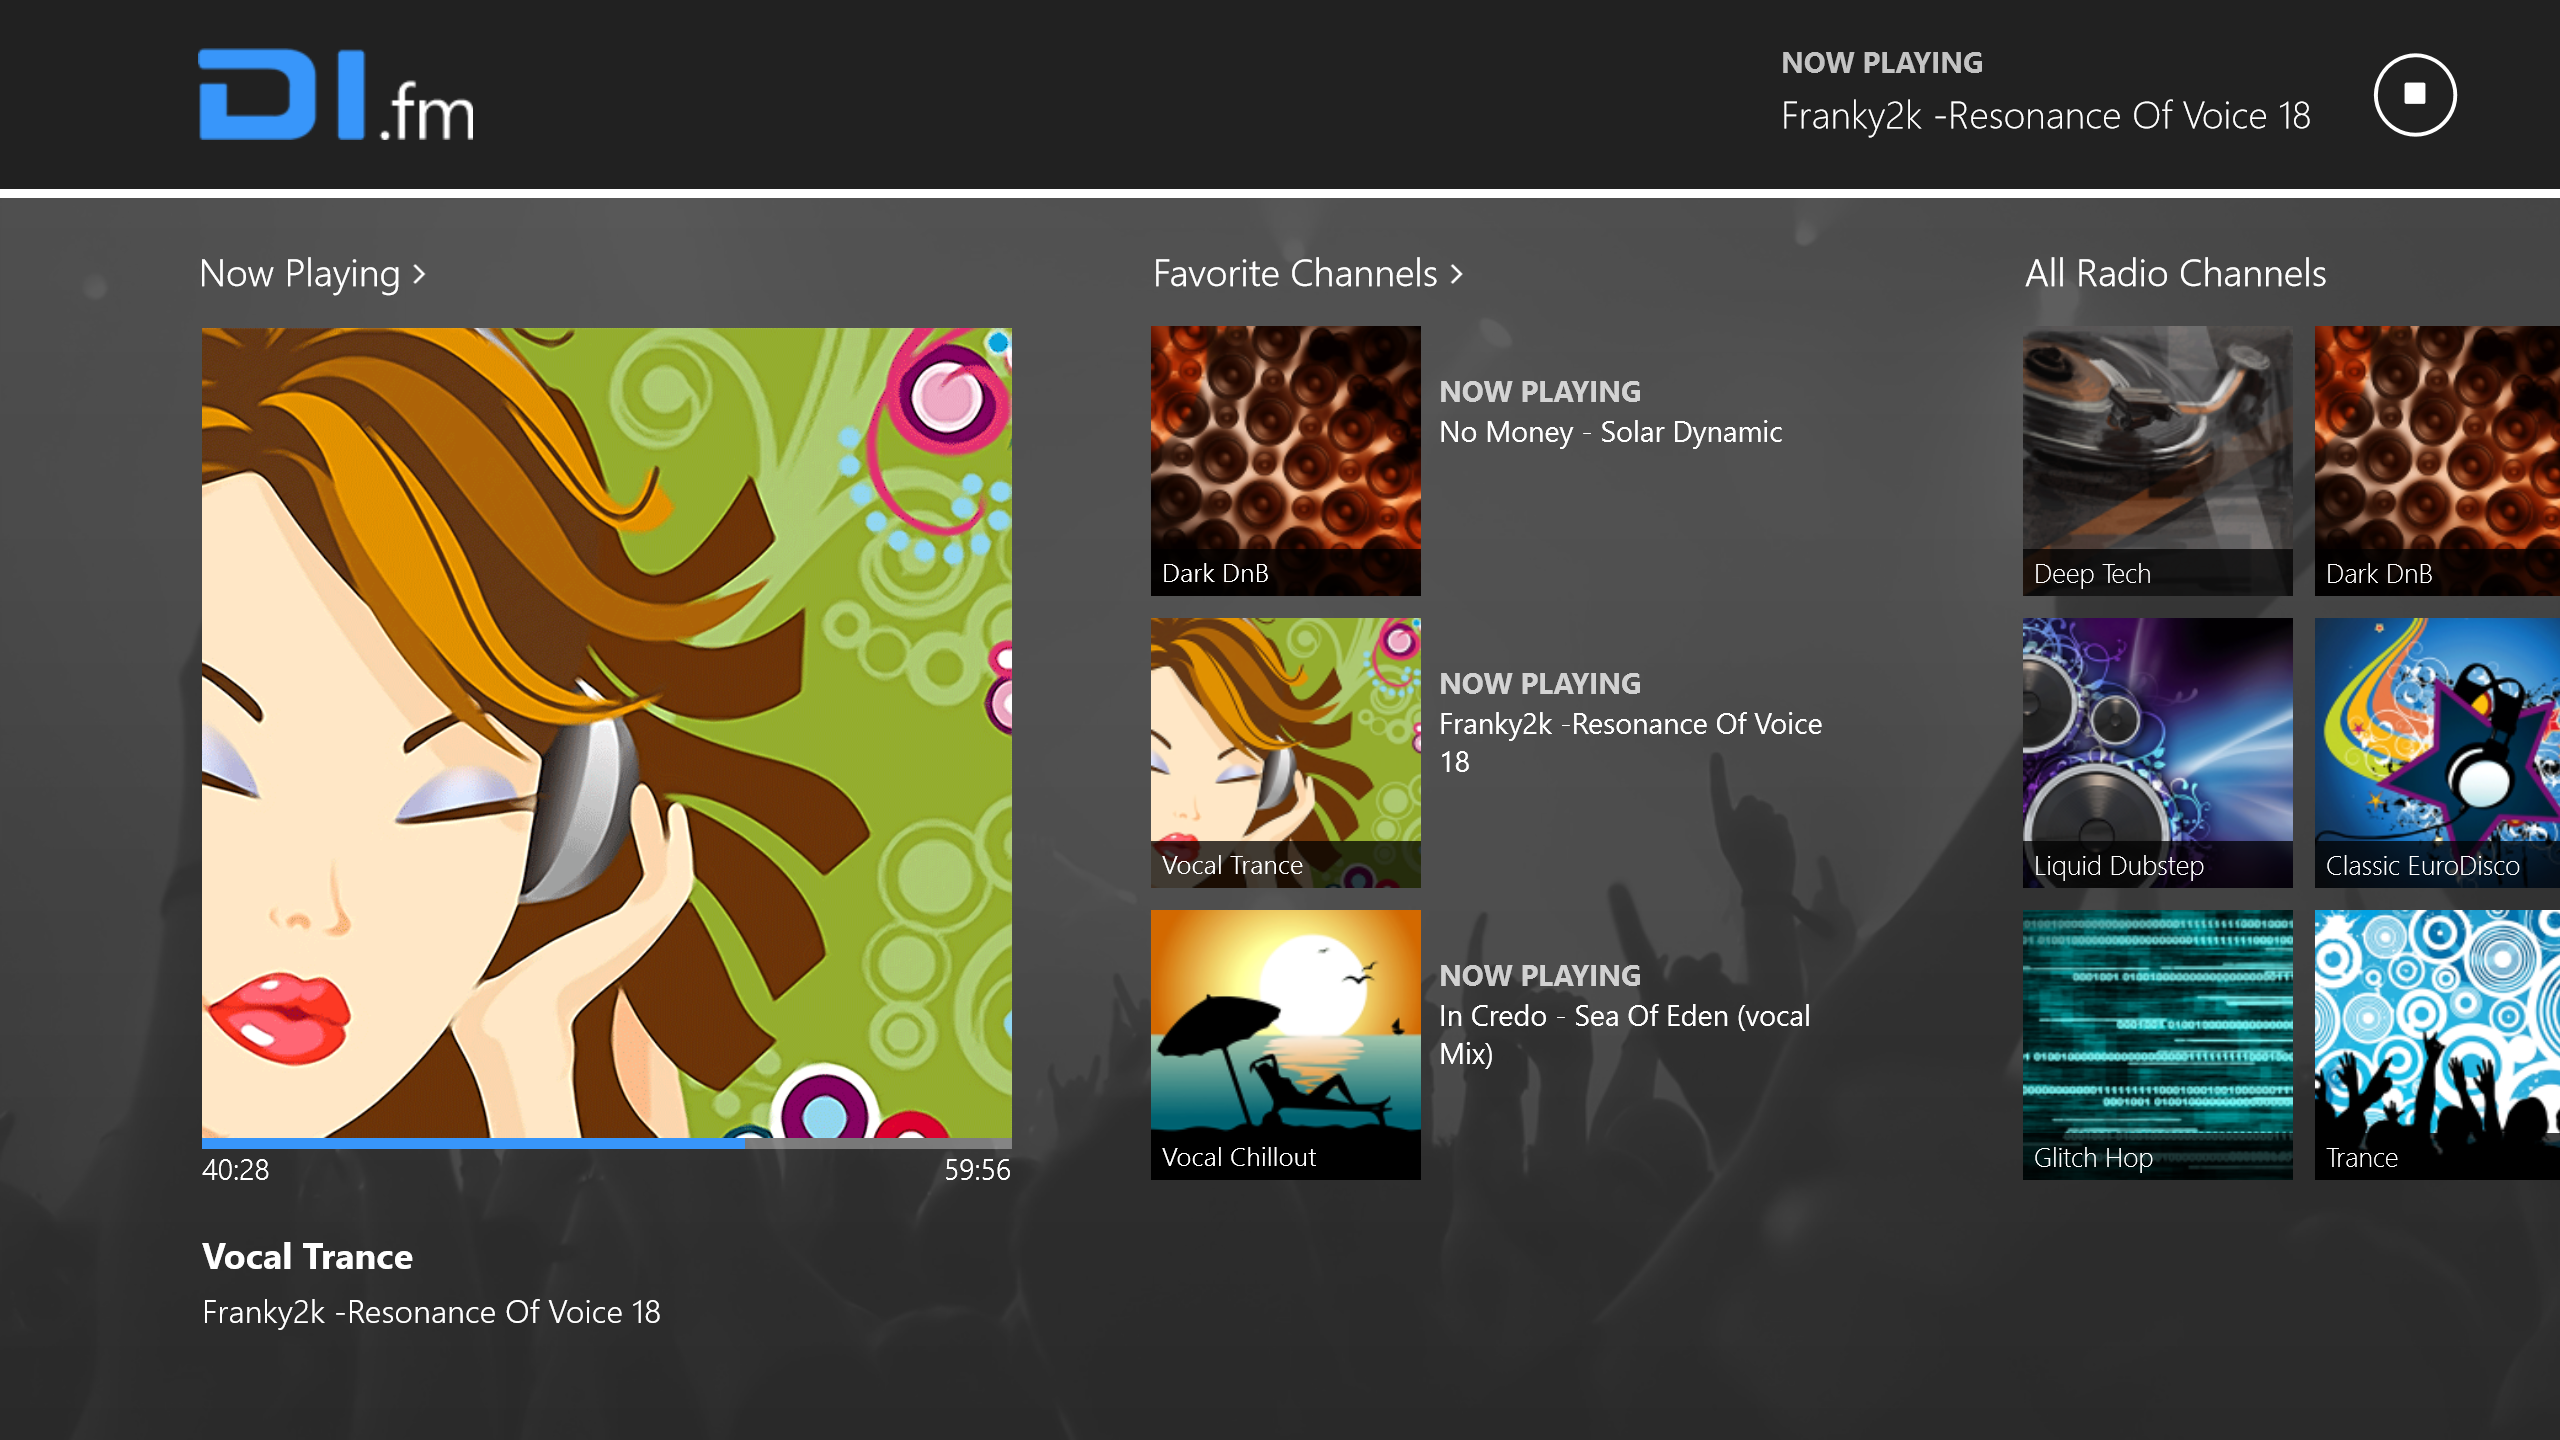 DI.fm
NOW PLAYING
Franky2k -Resonance Of Voice 18
Now Playing
40:28
59:56
Vocal Trance
Franky2k -Resonance Of Voice 18
Favorite Channels
Dark DnB
NOW PLAYING
No Money - Solar Dynamic
Vocal Trance
NOW PLAYING
Franky2k -Resonance Of Voice
18
Vocal Chillout
NOW PLAYING
In Credo - Sea Of Eden (vocal
Mix)
All Radio Channels
Deep Tech
Dark DnB
Liquid Dubstep
Classic EuroDisco
Glitch Hop
Trance